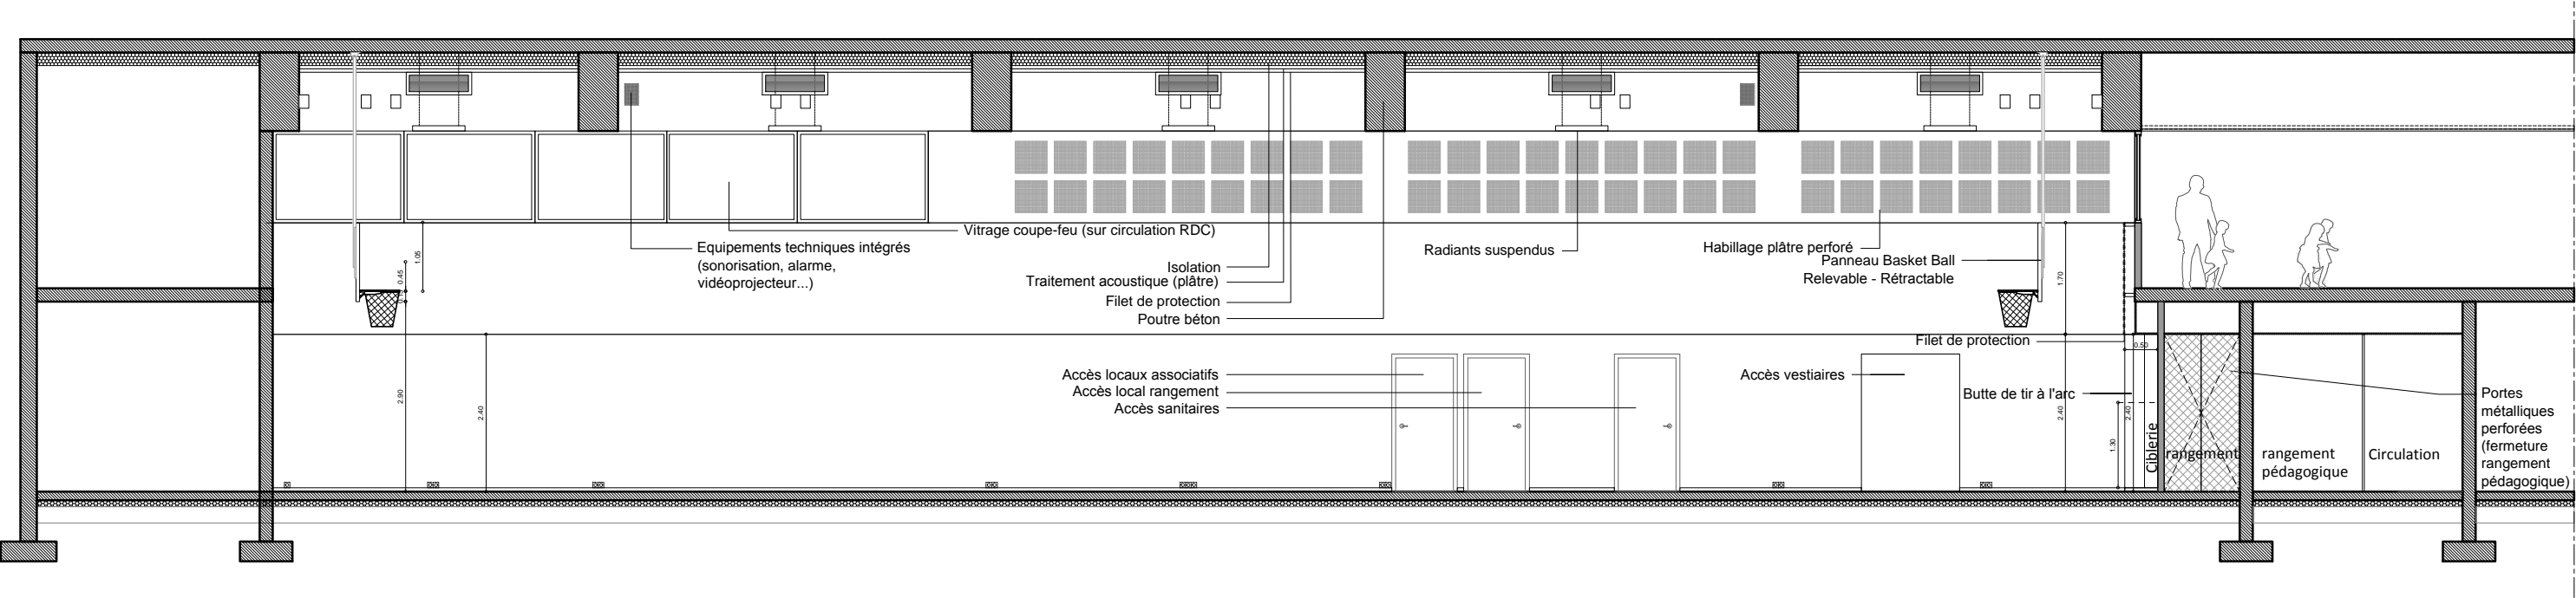 Vitrage coupe-feu (sur circulation RDC)
Equipements techniques intégrés
(sonorisation, alarme,
vidéoprojecteur...)
Isolation
Traitement acoustique (plâtre)
Filet de protection
Poutre béton
Radiants suspendus
Habillage plâtre perforé
Panneau Basket Ball
Relevable - Rétractable
Filet de protection
1.05
0.45
2.90
2.40
1.70
0.50
Accès locaux associatifs
Accès local rangement
Accès sanitaires
Accès vestiaires
Butte de tir à l'arc
2.40
2.40
1.30
Ciblerie
rangement
rangement
pédagogique
Circulation
Portes
métalliques
perforées
(fermeture
rangement
pédagogique)